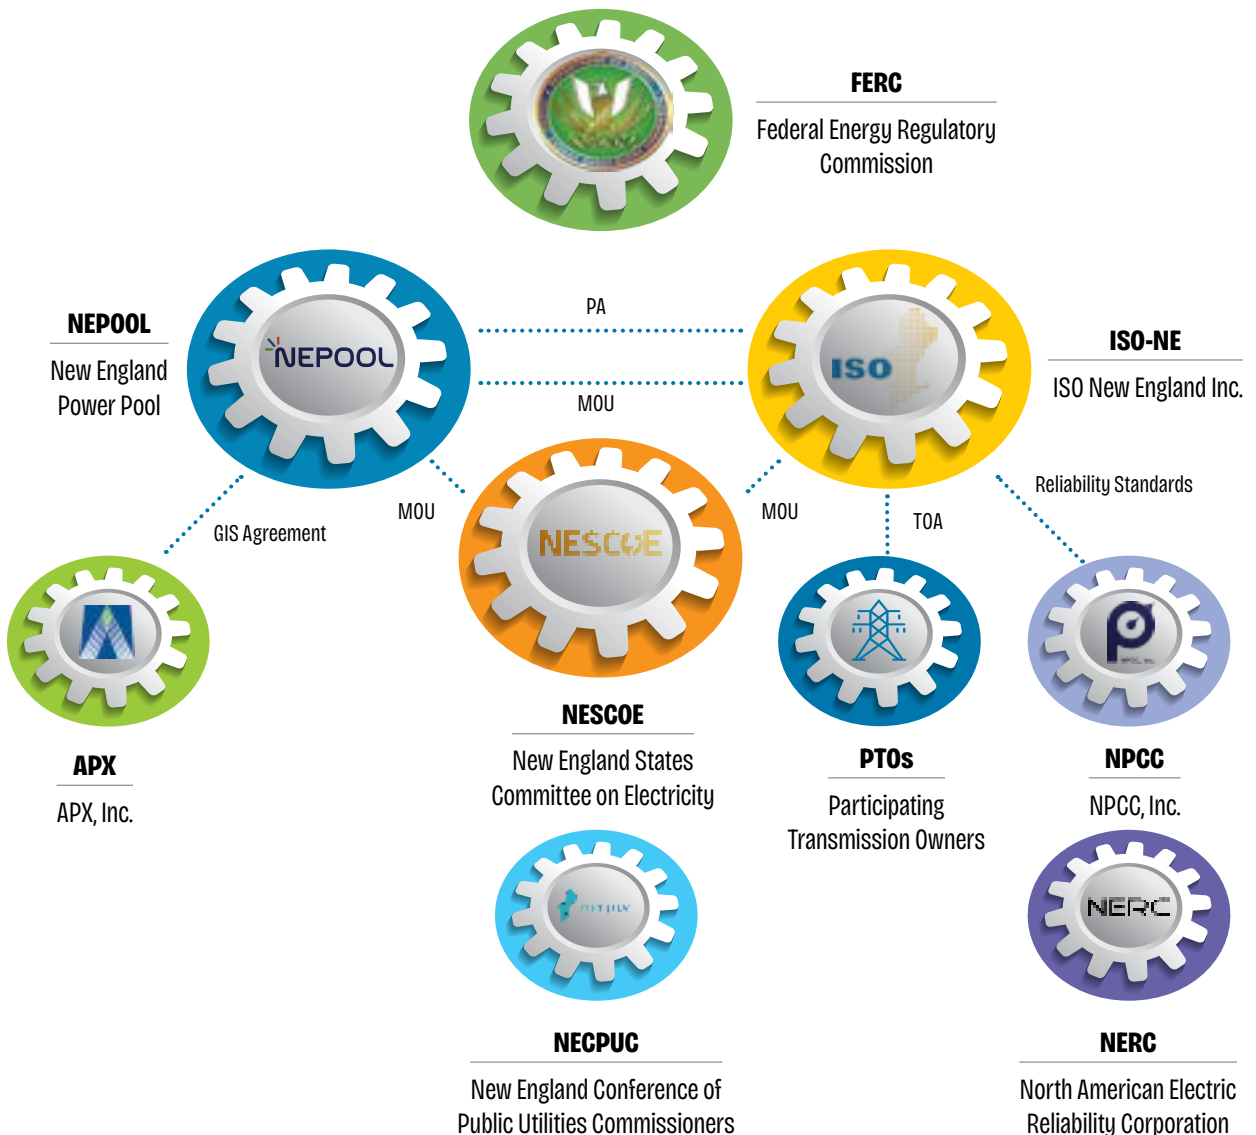 FERC
Federal Energy Regulatory
Commission
NEPOOL
New England
Power Pool
NEPOOL
PA
MOU
ISO
ISO-NE
ISO New England Inc.
GIS Agreement
MOU
NESCOE
MOU
TOA
Reliability Standards
APX
APX, Inc.
NESCOE
New England States
Committee on Electricity
PTOs
Participating
Transmission Owners
NPCC
NPCC, Inc.
NERC
NECPUC
New England Conference of
Public Utilities Commissioners
NERC
North American Electric
Reliability Corporation